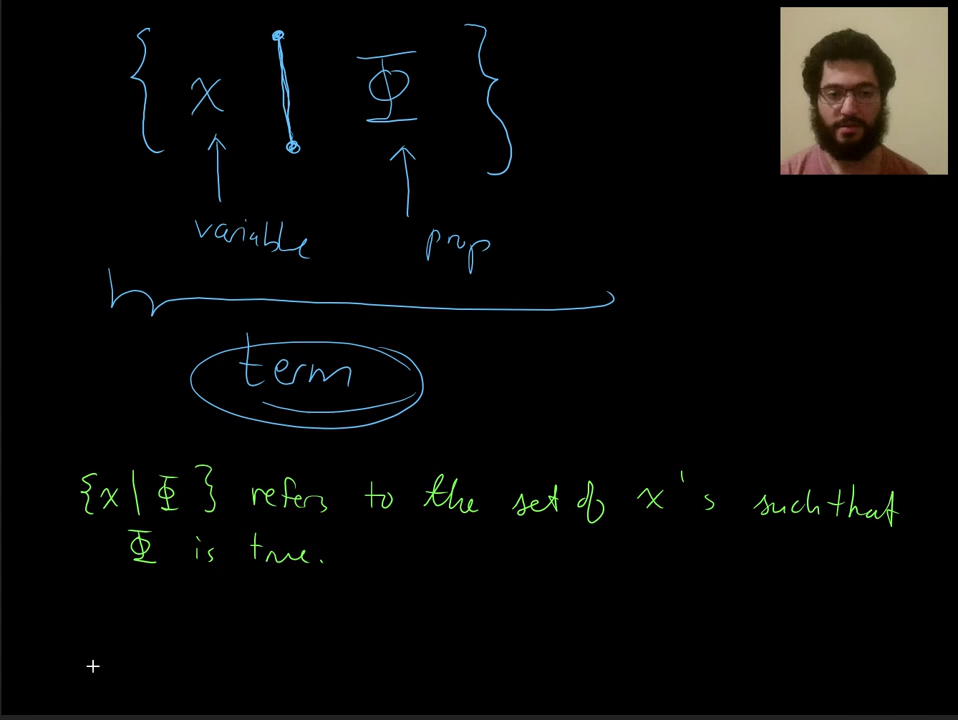 { x | Φ }
variable prop
term
{x | Φ } refers to the set of x's such that
Φ is true.